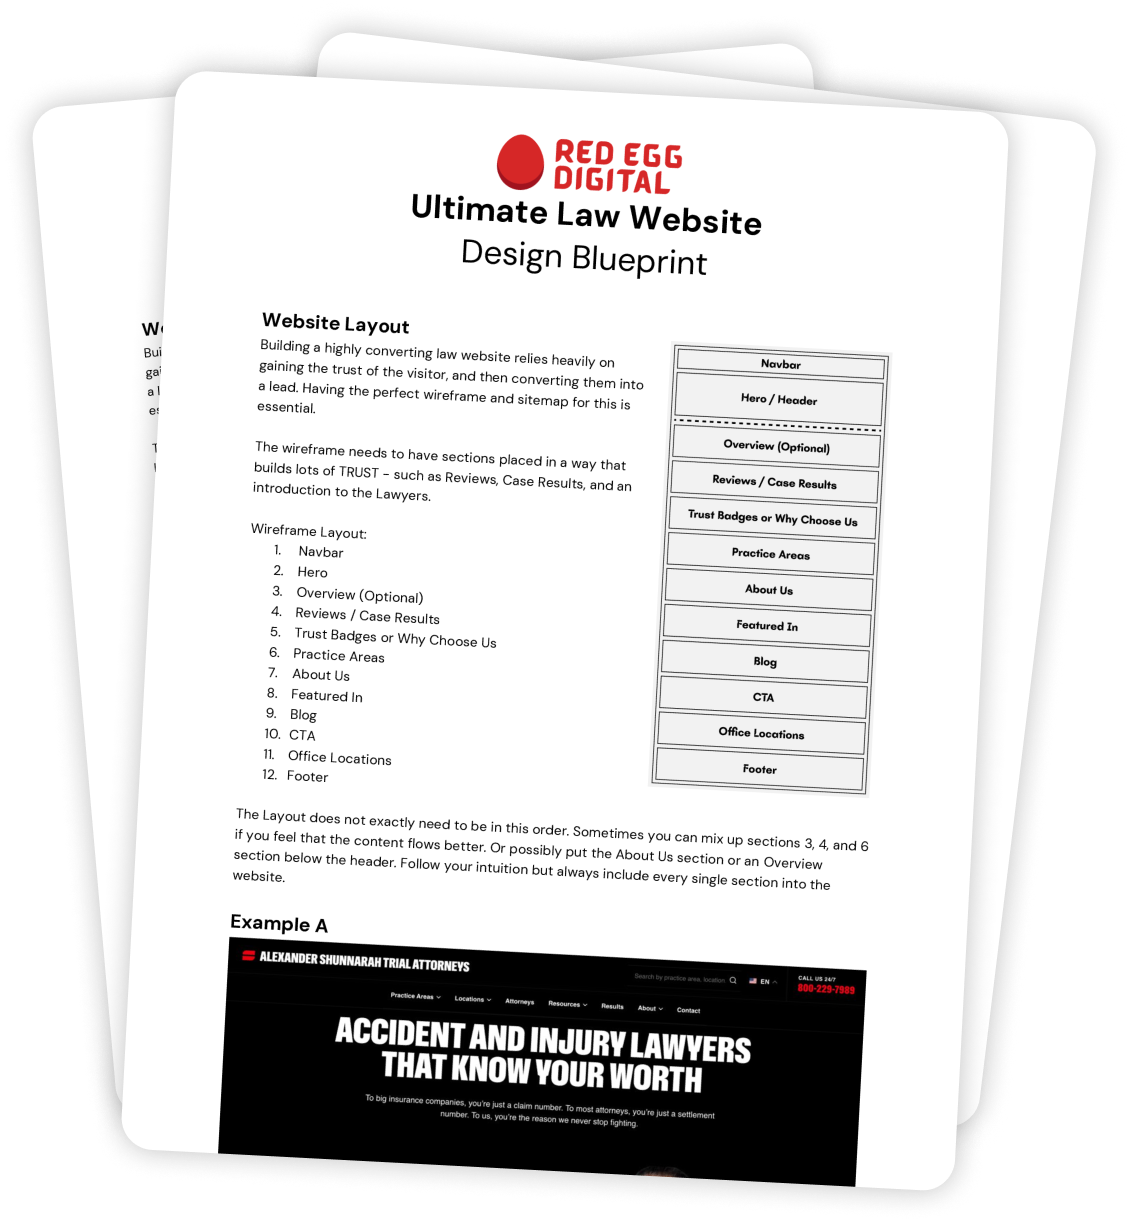 RED EGG
DIGITAL
Ultimate Law Website
Design Blueprint
Website Layout
Building a highly converting law website relies heavily on
gaining the trust of the visitor, and then converting them into
a lead. Having the perfect wireframe and sitemap for this is
essential.
The wireframe needs to have sections placed in a way that
builds lots of TRUST - such as Reviews, Case Results, and an
introduction to the Lawyers.
Wireframe Layout:
1. Navbar
2. Hero
3. Overview (Optional)
4. Reviews / Case Results
5. Trust Badges or Why Choose Us
6. Practice Areas
7. About Us
8. Featured In
9. Blog
10. CTA
11. Office Locations
12. Footer
Navbar
Hero / Header
Overview (Optional)
Reviews / Case Results
Trust Badges or Why Choose Us
Practice Areas
About Us
Featured In
Blog
CTA
Office Locations
Footer
The Layout does not exactly need to be in this order. Sometimes you can mix up sections 3, 4, and 6
if you feel that the content flows better. Or possibly put the About Us section or an Overview
section below the header. Follow your intuition but always include every single section into the
website.
Example A
ALEXANDER SHUNNARAH TRIAL ATTORNEYS
Search by practice area, location
EN
CALL US 24/7
800-229-7989
Practice Areas Locations Attorneys Resources Results About Contact
ACCIDENT AND INJURY LAWYERS
THAT KNOW YOUR WORTH
To big insurance companies, you're just a claim number. To most attorneys, you're just a settlement
number. To us, you're the reason we never stop fighting.